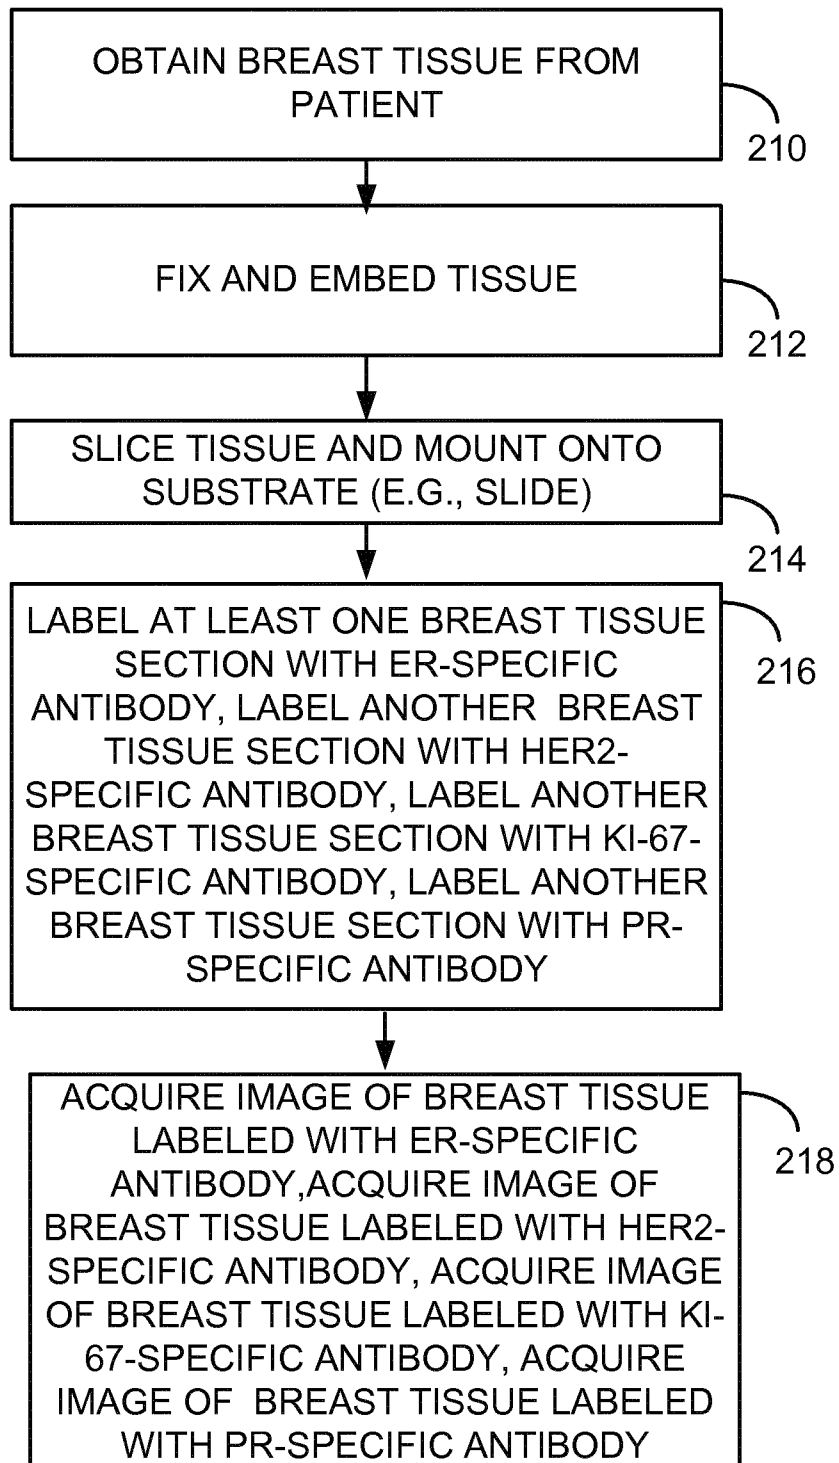 OBTAIN BREAST TISSUE FROM
PATIENT
210
FIX AND EMBED TISSUE
212
SLICE TISSUE AND MOUNT ONTO
SUBSTRATE (E.G., SLIDE)
214
LABEL AT LEAST ONE BREAST TISSUE
SECTION WITH ER-SPECIFIC
ANTIBODY, LABEL ANOTHER BREAST
TISSUE SECTION WITH HER2-
SPECIFIC ANTIBODY, LABEL ANOTHER
BREAST TISSUE SECTION WITH KI-67-
SPECIFIC ANTIBODY, LABEL ANOTHER
BREAST TISSUE SECTION WITH PR-
SPECIFIC ANTIBODY
216
ACQUIRE IMAGE OF BREAST TISSUE
LABELED WITH ER-SPECIFIC
ANTIBODY,ACQUIRE IMAGE OF
BREAST TISSUE LABELED WITH HER2-
SPECIFIC ANTIBODY, ACQUIRE IMAGE
OF BREAST TISSUE LABELED WITH KI-
67-SPECIFIC ANTIBODY, ACQUIRE
IMAGE OF BREAST TISSUE LABELED
WITH PR-SPECIFIC ANTIBODY
218